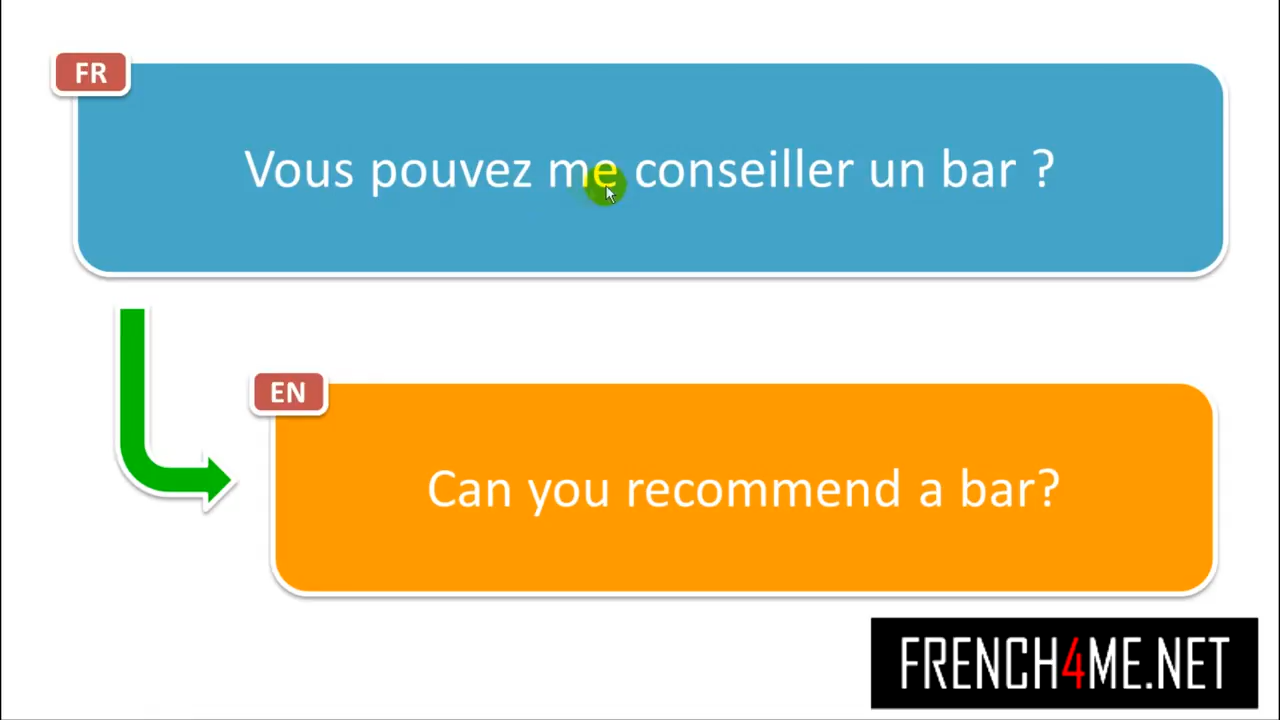 FR
Vous pouvez me conseiller un bar ?
EN
Can you recommend a bar?
FRENCH4ME.NET